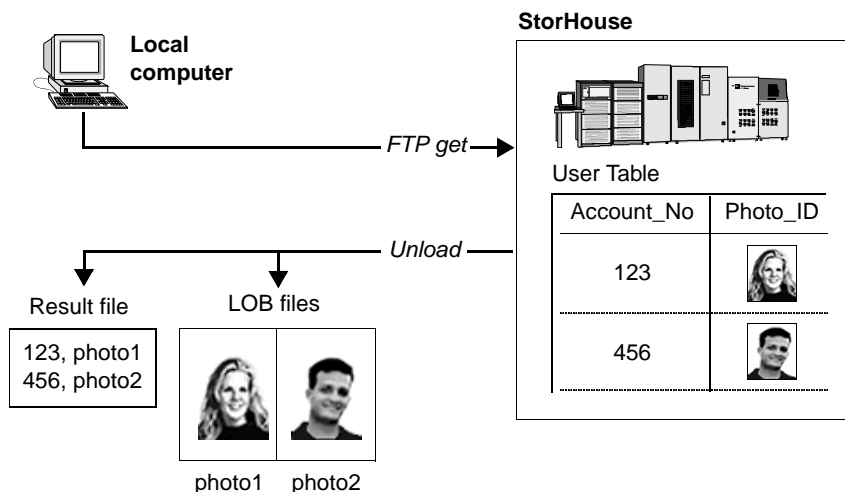 StorHouse
Local
computer
FTP get
User Table
Account_No Photo_ID
123
456
Unload
Result file
LOB files
123, photo1
456, photo2
photo1 photo2